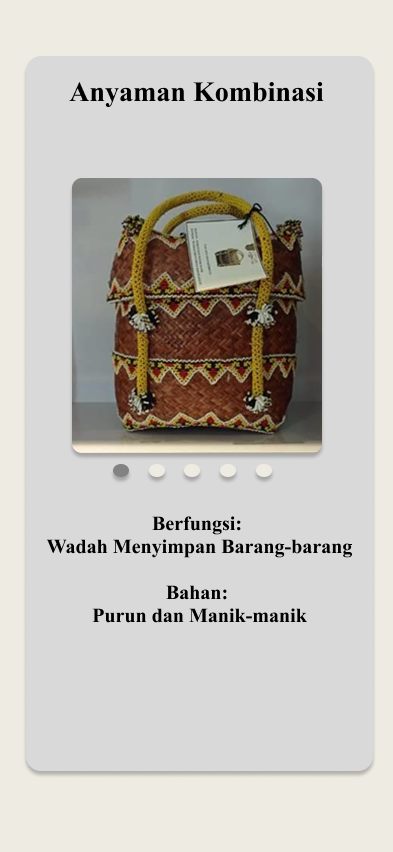 Anyaman Kombinasi
Berfungsi:
Wadah Menyimpan Barang-barang
Bahan:
Purun dan Manik-manik